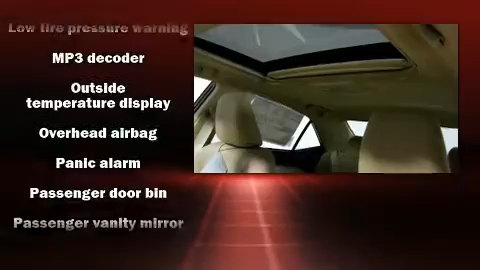 Low tire pressure warning
MP3 decoder
Outside
temperature display
Overhead airbag
Panic alarm
Passenger door bin
Passenger vanity mirror